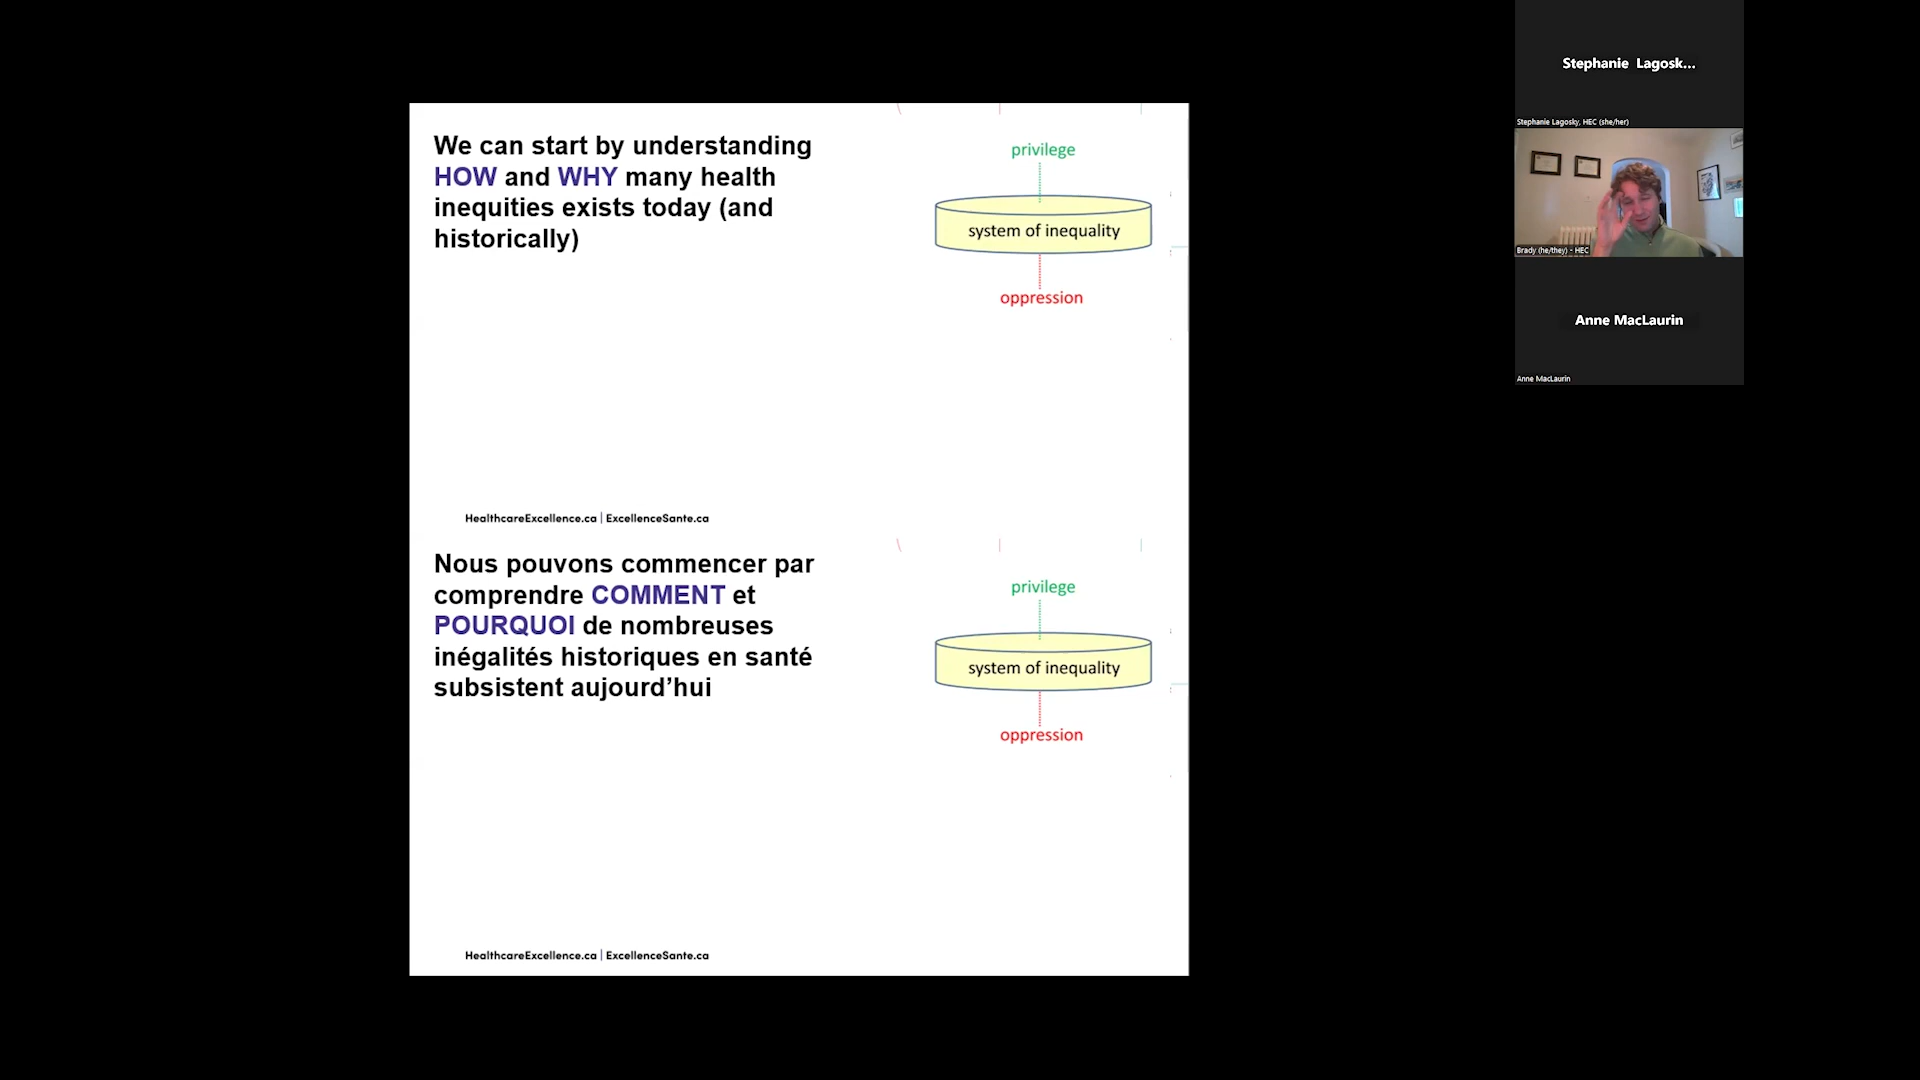 We can start by understanding
HOW and WHY many health
inequities exists today (and
historically)
privilege
system of inequality
oppression
HealthcareExcellence.ca | ExcellenceSante.ca
Nous pouvons commencer par
comprendre COMMENT et
POURQUOI de nombreuses
inégalités historiques en santé
subsistent aujourd’hui
privilege
system of inequality
oppression
HealthcareExcellence.ca | ExcellenceSante.ca
Stephanie Lagosk...
Stephanie Lagosky, HEC (she/her)
Brady (he/they) - HEC
Anne MacLaurin
Anne MacLaurin